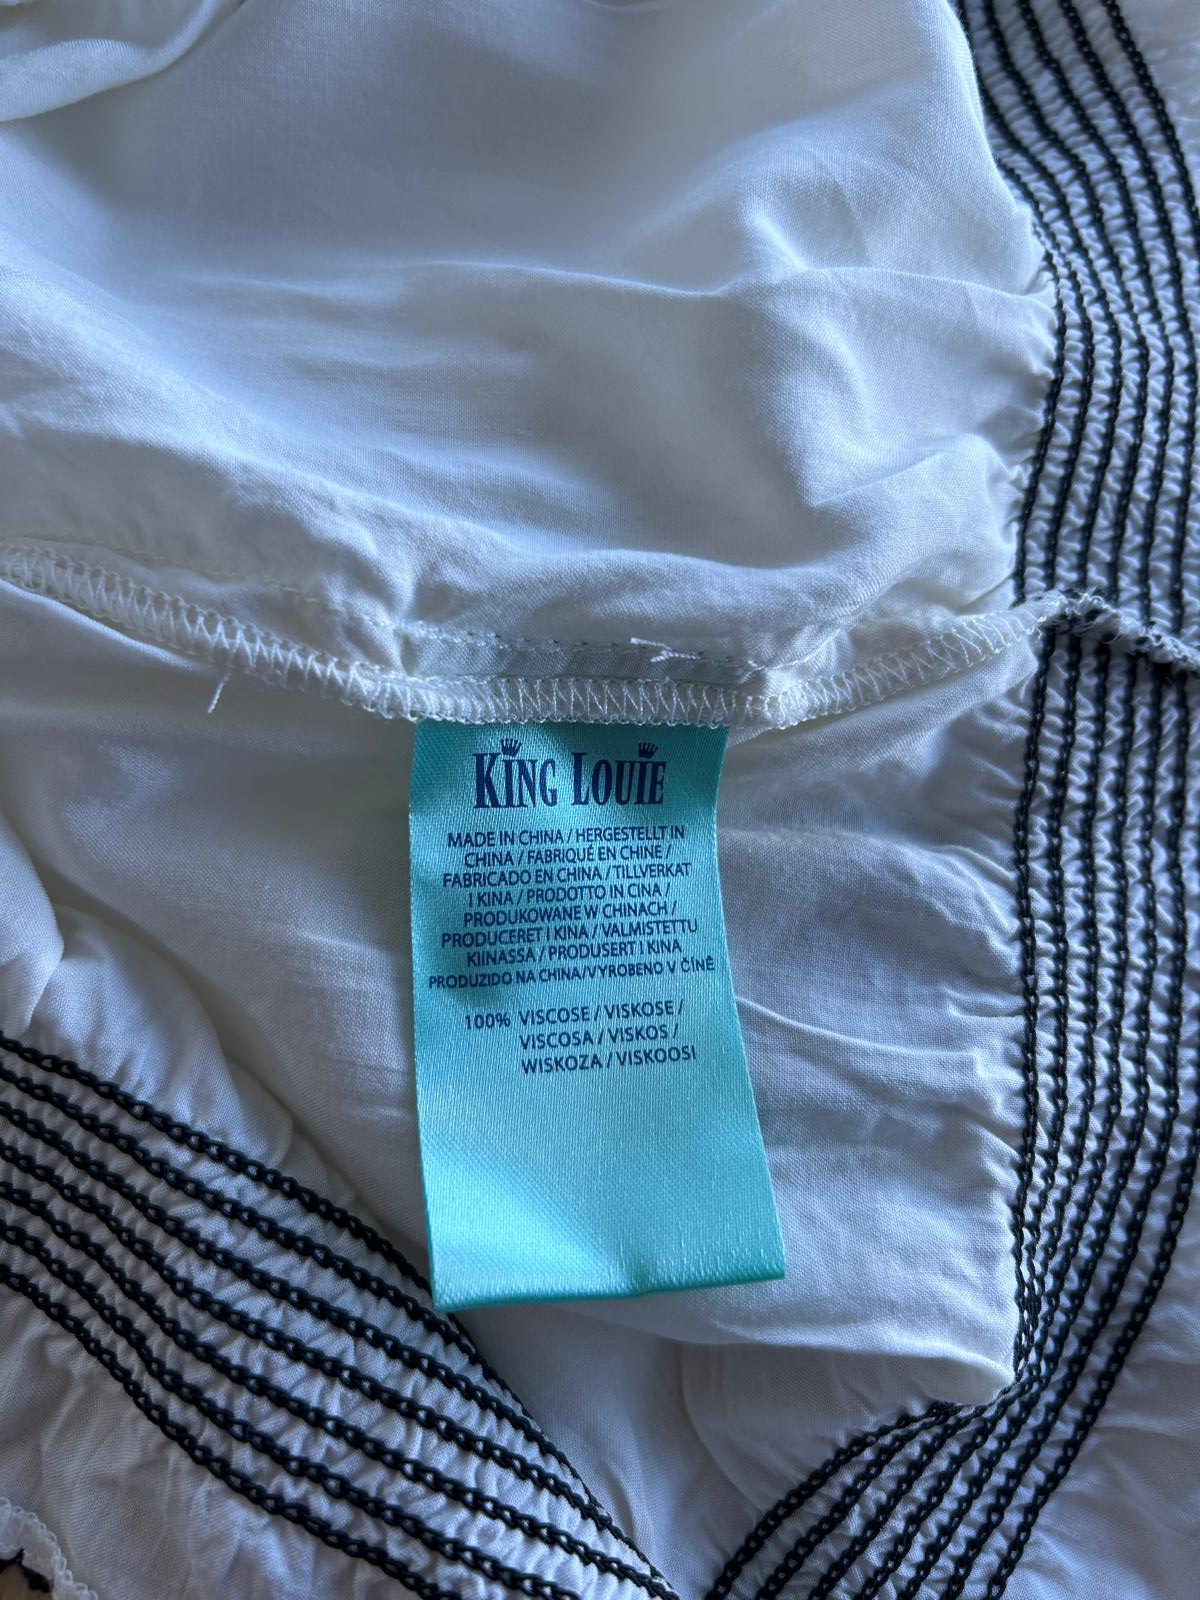 KING LOUIE
MADE IN CHINA / HERGESTELLT IN
CHINA / FABRIQUÉ EN CHINE /
FABRICADO EN CHINA / TILLVERKAT
I KINA / PRODOTTO IN CINA /
PRODUKOWANE W CHINACH /
PRODUCERET I KINA / VALMISTETTU
KIINASSA / PRODUSERT I KINA
PRODUZIDO NA CHINA/VYROBENO V ČÍNĚ
100% VISCOSE / VISKOSE /
VISCOSA / VISKOS /
WISKOZA / VISKOOSI